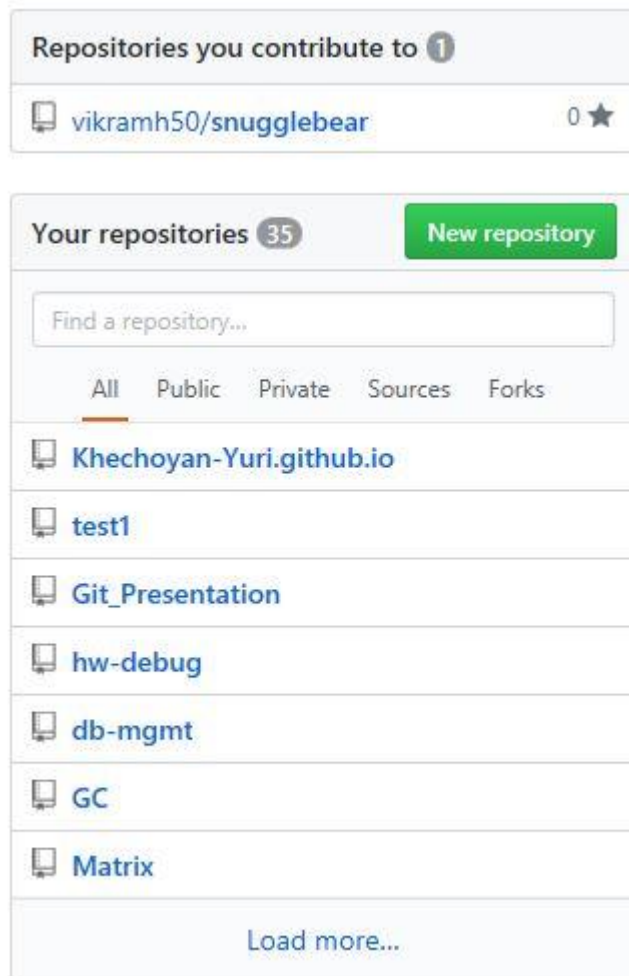 Repositories you contribute to 1
vikramh50/snugglebear 0
Your repositories 35 New repository
Find a repository...
All Public Private Sources Forks
Khechoyan-Yuri.github.io
test1
Git_Presentation
hw-debug
db-mgmt
GC
Matrix
Load more...